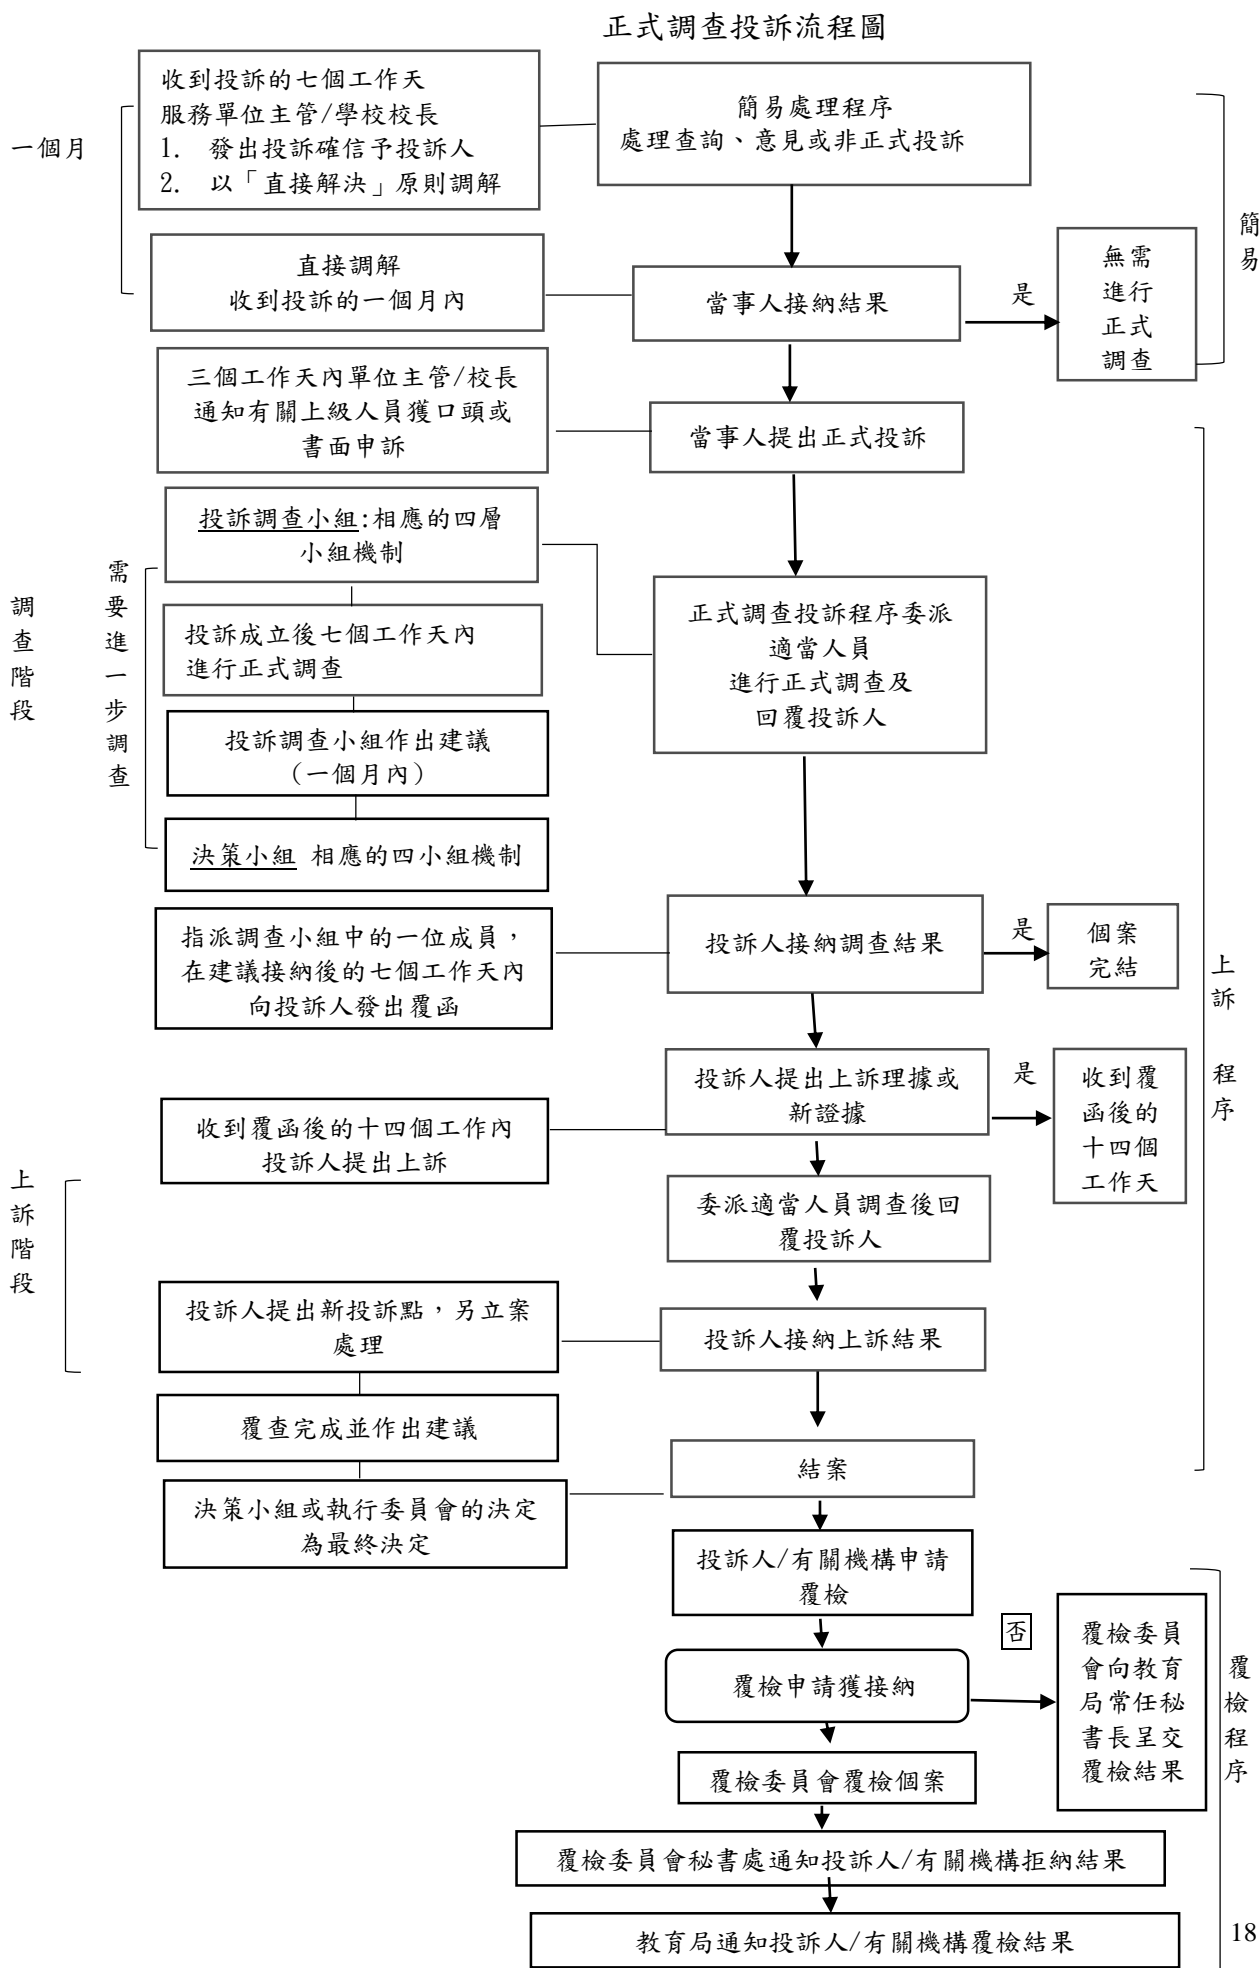 正式調查投訴流程圖
收到投訴的七個工作天
服務單位主管/學校校長
1. 發出投訴確信予投訴人
2. 以「直接解決」原則調解
簡易處理程序
處理查詢、意見或非正式投訴
一個月
簡易
直接調解
收到投訴的一個月內
當事人接納結果
是
無需
進行
正式
調查
三個工作天內單位主管/校長
通知有關上級人員獲口頭或
書面申訴
當事人提出正式投訴
投訴調查小組:相應的四層
小組機制
調查階段
需要進一步調查
投訴成立後七個工作天內
進行正式調查
正式調查投訴程序委派
適當人員
進行正式調查及
回覆投訴人
投訴調查小組作出建議
(一個月內)
決策小組 相應的四小組機制
指派調查小組中的一位成員，
在建議接納後的七個工作天內
向投訴人發出覆函
投訴人接納調查結果
是
個案
完結
上訴 程序
投訴人提出上訴理據或
新證據
是
收到覆
函後的
十四個
工作天
收到覆函後的十四個工作內
投訴人提出上訴
上訴階段
委派適當人員調查後回
覆投訴人
投訴人提出新投訴點，另立案
處理
投訴人接納上訴結果
覆查完成並作出建議
結案
決策小組或執行委員會的決定
為最終決定
投訴人/有關機構申請
覆檢
否
覆檢申請獲接納
覆檢委員
會向教育
局常任秘
書長呈交
覆檢結果
覆檢程序
覆檢委員會覆檢個案
覆檢委員會秘書處通知投訴人/有關機構拒納結果
教育局通知投訴人/有關機構覆檢結果
18